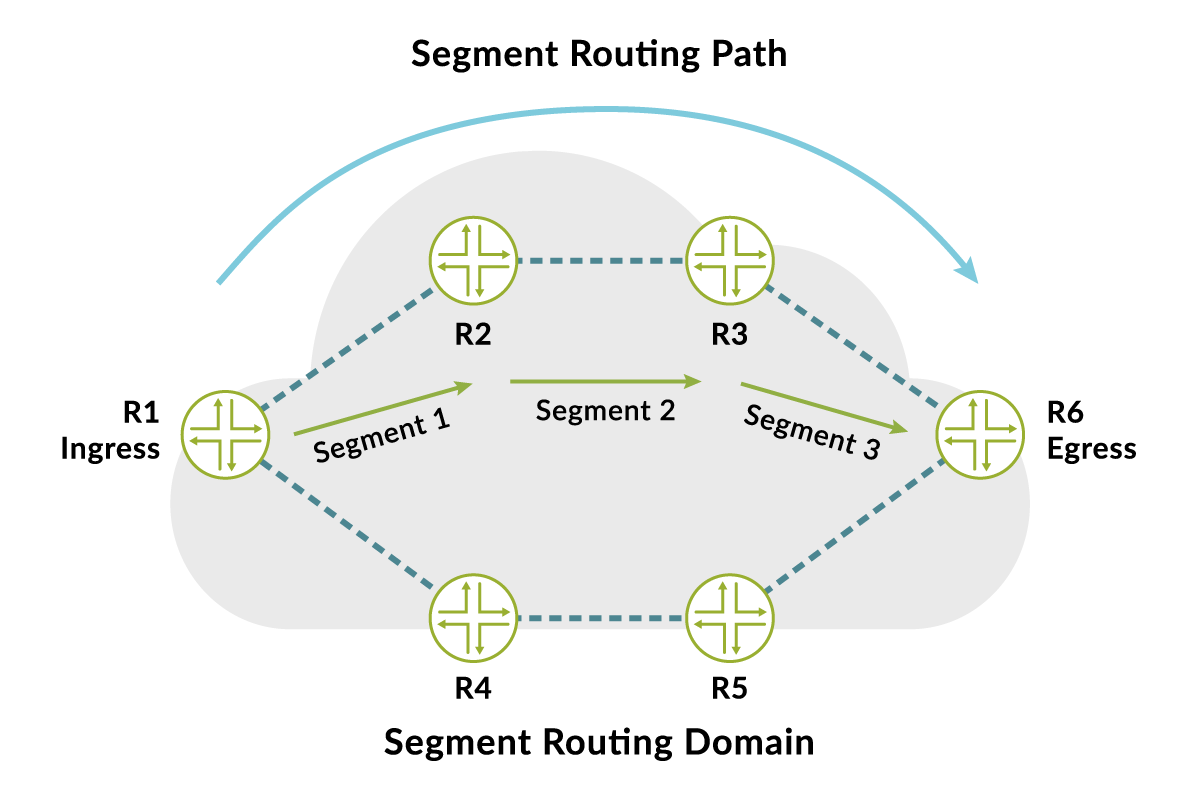 Segment Routing Path
R2
R3
R1
Ingress
Segment 1
Segment 2
Segment 3
R6
Egress
R4
R5
Segment Routing Domain